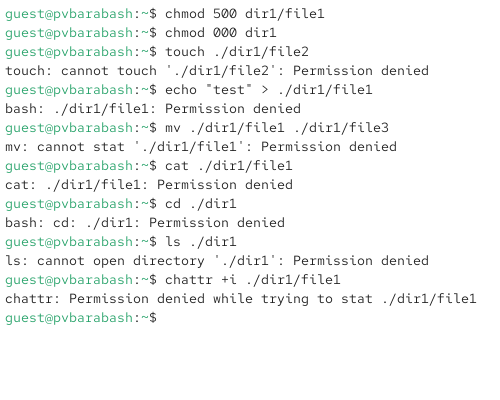 guest@pvbarabash:~$ chmod 500 dir1/file1
guest@pvbarabash:~$ chmod 000 dir1
guest@pvbarabash:~$ touch ./dir1/file2
touch: cannot touch './dir1/file2': Permission denied
guest@pvbarabash:~$ echo "test" > ./dir1/file1
bash: ./dir1/file1: Permission denied
guest@pvbarabash:~$ mv ./dir1/file1 ./dir1/file3
mv: cannot stat './dir1/file1': Permission denied
guest@pvbarabash:~$ cat ./dir1/file1
cat: ./dir1/file1: Permission denied
guest@pvbarabash:~$ cd ./dir1
bash: cd: ./dir1: Permission denied
guest@pvbarabash:~$ ls ./dir1
ls: cannot open directory './dir1': Permission denied
guest@pvbarabash:~$ chattr +i ./dir1/file1
chattr: Permission denied while trying to stat ./dir1/file1
guest@pvbarabash:~$